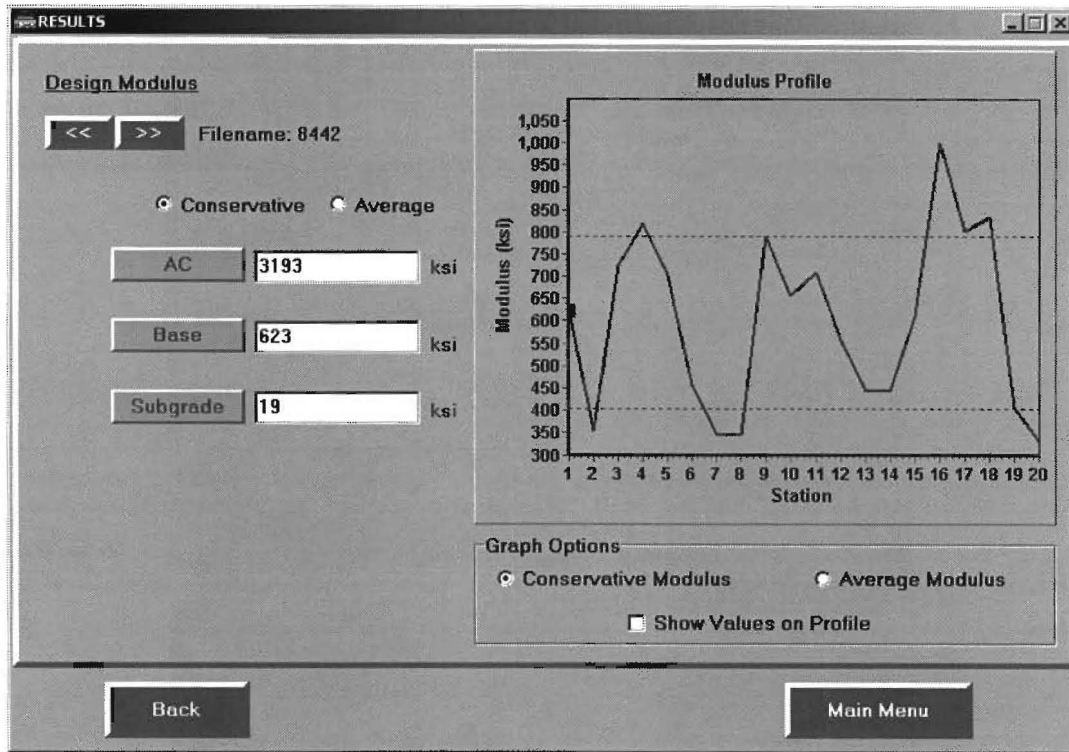 RESULTS
Design Modulus
<< >> Filename: 8442
Conservative Average
AC 3193 ksi
Base 623 ksi
Subgrade 19 ksi
Modulus Profile
Modulus (ksi)
1,050
1,000
950
900
850
800
750
700
650
600
550
500
450
400
350
300
1 2 3 4 5 6 7 8 9 10 11 12 13 14 15 16 17 18 19 20
Station
Graph Options
Conservative Modulus Average Modulus
Show Values on Profile
Back Main Menu